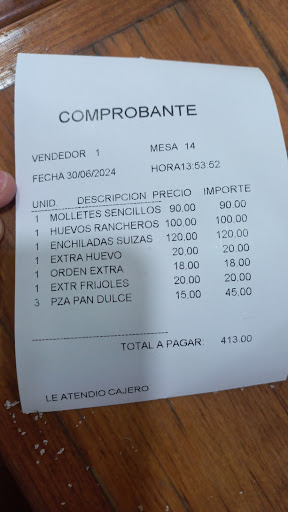 COMPROBANTE
VENDEDOR 1 MESA 14
FECHA 30/06/2024 HORA13:53:52
UNID DESCRIPCION PRECIO IMPORTE
1 MOLLETES SENCILLOS 90.00 90.00
1 HUEVOS RANCHEROS 100.00 100.00
1 ENCHILADAS SUIZAS 120.00 120.00
1 EXTRA HUEVO 20.00 20.00
1 ORDEN EXTRA 18.00 18.00
1 EXTR FRIJOLES 20.00 20.00
3 PZA PAN DULCE 15.00 45.00
TOTAL A PAGAR: 413.00
LE ATENDIO CAJERO